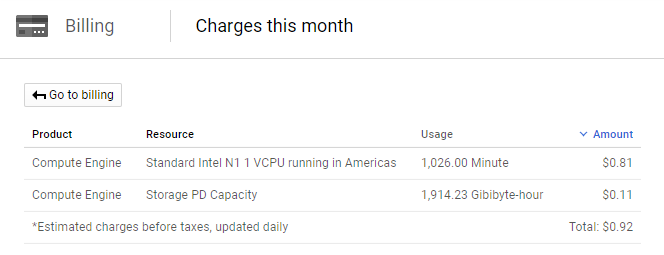 Billing Charges this month
Go to billing
Product Resource Usage Amount
Compute Engine Standard Intel N1 1 VCPU running in Americas 1,026.00 Minute $0.81
Compute Engine Storage PD Capacity 1,914.23 Gibibyte-hour $0.11
*Estimated charges before taxes, updated daily Total: $0.92